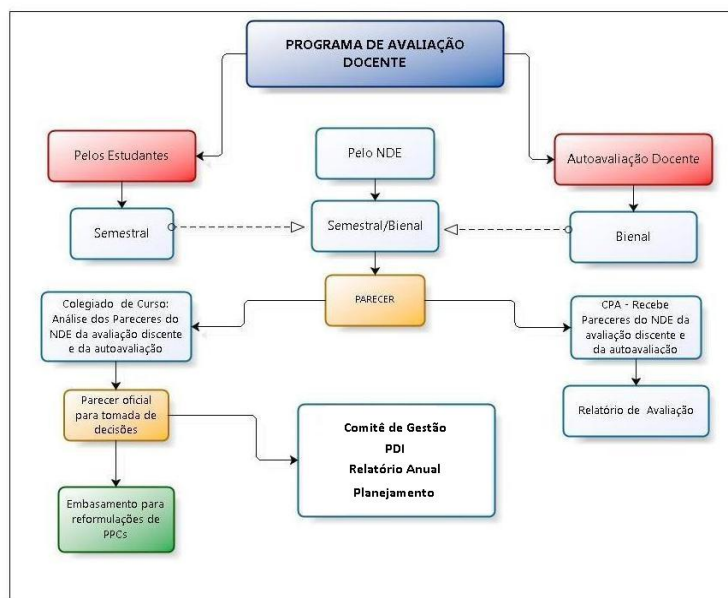 PROGRAMA DE AVALIAÇÃO
DOCENTE
Pelos Estudantes
Pelo NDE
Autoavaliação Docente
Semestral
Semestral/Bienal
Bienal
PARECER
Colegiado de Curso:
Análise dos Pareceres do
NDE da avaliação discente
e da autoavaliação
CPA - Recebe
Pareceres do NDE da
avaliação discente e
da autoavaliação
Parecer oficial
para tomada de
decisões
Relatório de Avaliação
Comitê de Gestão
PDI
Relatório Anual
Planejamento
Embasamento para
reformulações de
PPCs